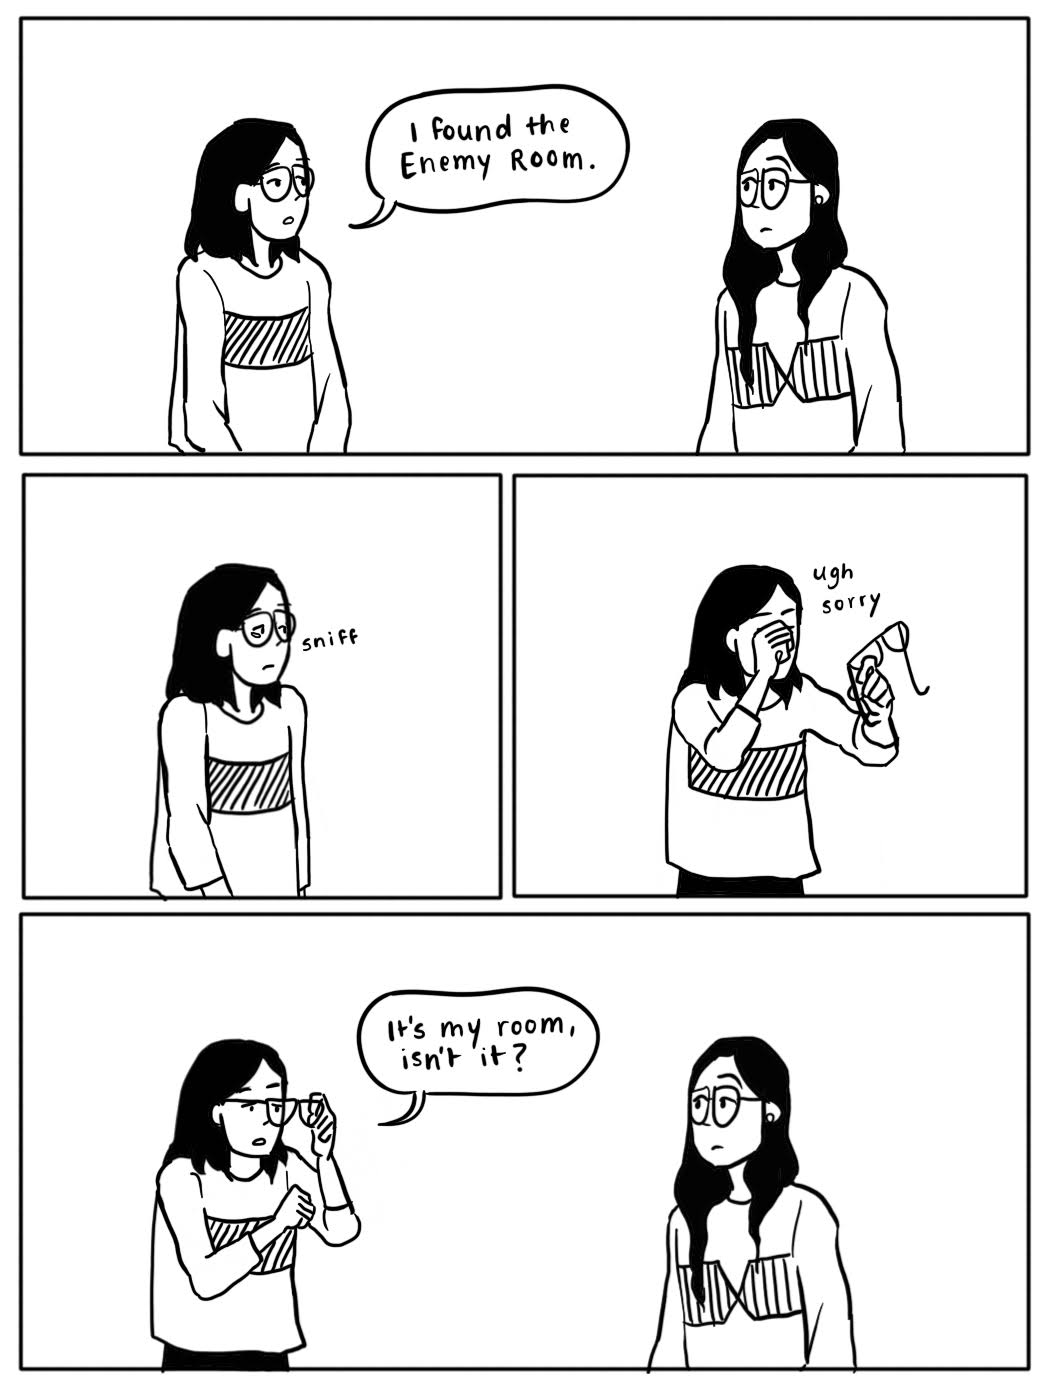 I found the
Enemy Room.
sniff
ugh
sorry
It's my room,
isn't it?